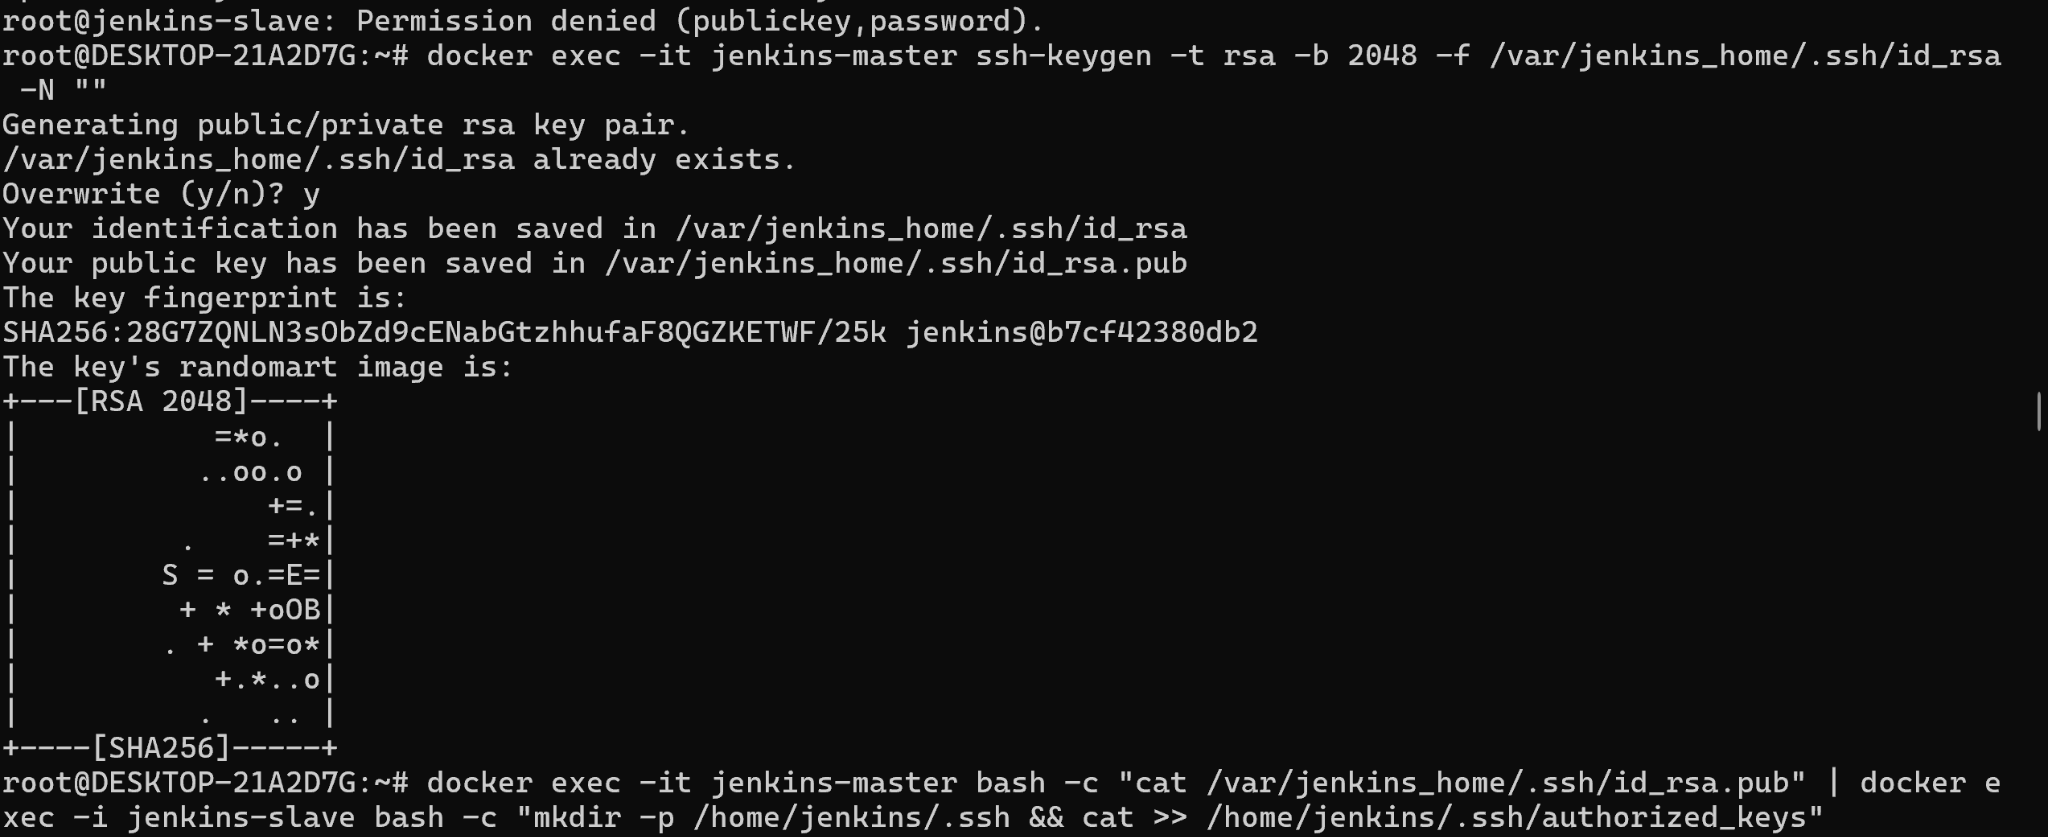 root@jenkins-slave: Permission denied (publickey,password).
root@DESKTOP-21A2D7G:~# docker exec -it jenkins-master ssh-keygen -t rsa -b 2048 -f /var/jenkins_home/.ssh/id_rsa
 -N ""
Generating public/private rsa key pair.
/var/jenkins_home/.ssh/id_rsa already exists.
Overwrite (y/n)? y
Your identification has been saved in /var/jenkins_home/.ssh/id_rsa
Your public key has been saved in /var/jenkins_home/.ssh/id_rsa.pub
The key fingerprint is:
SHA256:28G7ZQNLN3sObZd9cENabGtzhhufaF8QGZKETWF/25k jenkins@b7cf42380db2
The key's randomart image is:
+---[RSA 2048]----+
|           =*o.  |
|          ..oo.o |
|              +=.|
|         .    =+*|
|        S = o.=E=|
|         + * +oOB|
|        . + *o=o*|
|           +.*..o|
|          .   .. |
+----[SHA256]-----+
root@DESKTOP-21A2D7G:~# docker exec -it jenkins-master bash -c "cat /var/jenkins_home/.ssh/id_rsa.pub" | docker e
xec -i jenkins-slave bash -c "mkdir -p /home/jenkins/.ssh && cat >> /home/jenkins/.ssh/authorized_keys"